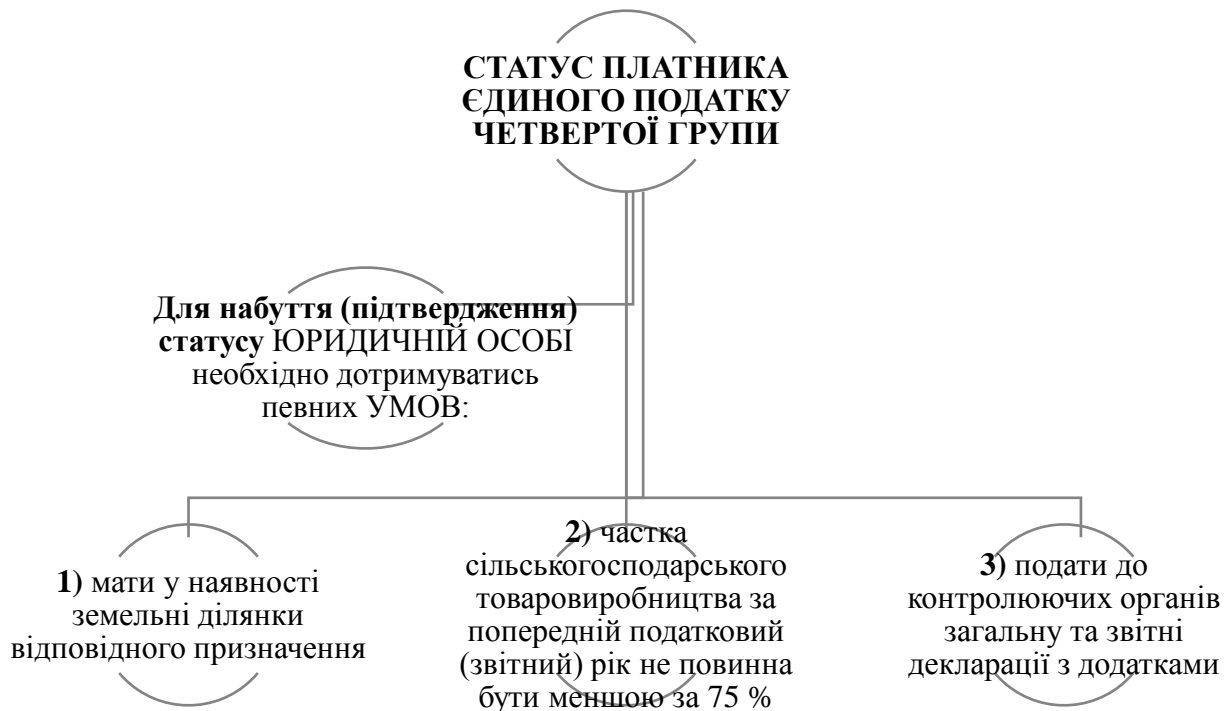 СТАТУС ПЛАТНИКА
ЄДИНОГО ПОДАТКУ
ЧЕТВЕРТОЇ ГРУПИ
Для набуття (підтвердження)
статусу ЮРИДИЧНІЙ ОСОБІ
необхідно дотримуватись
певних УМОВ:
1) мати у наявності
земельні ділянки
відповідного призначення
2) частка
сільськогосподарського
товаровиробництва за
попередній податковий
(звітний) рік не повинна
бути меншою за 75 %
3) подати до
контролюючих органів
загальну та звітні
декларації з додатками